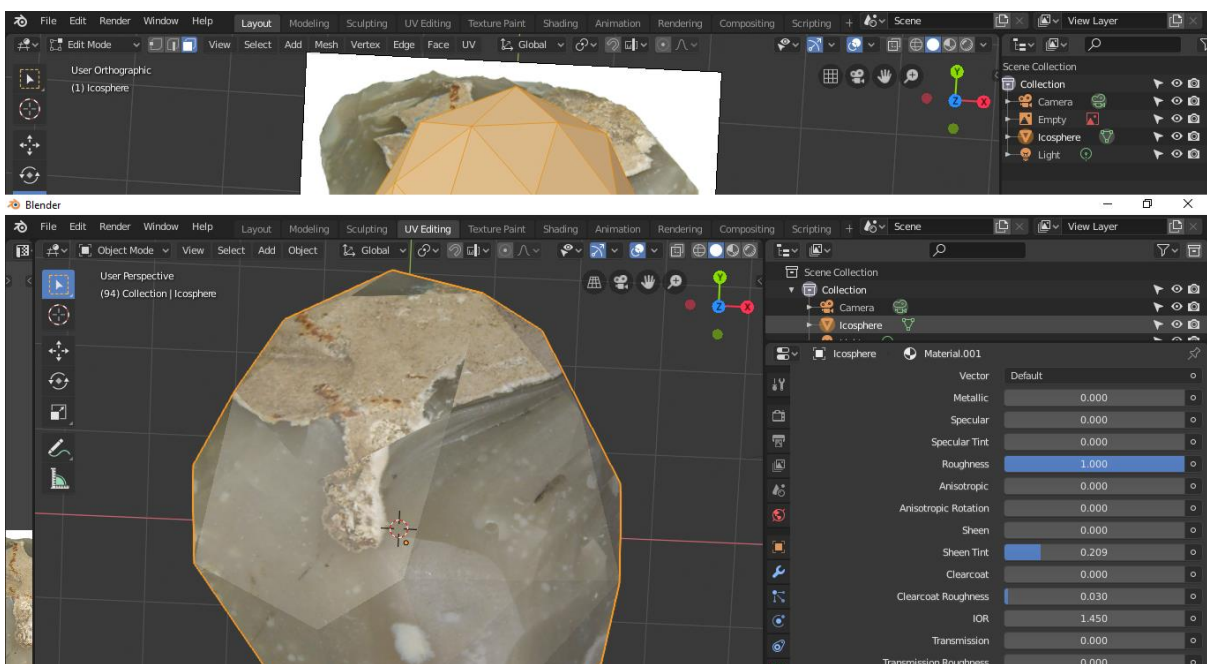 File Edit Render Window Help Layout Modeling Sculpting UV Editing Texture Paint Shading Animation Rendering Compositing Scripting + Scene View Layer
Edit Mode View Select Add Mesh Vertex Edge Face UV Global
User Orthographic
(1) Icosphere
Y
Z X
Scene Collection
Collection
Camera
Empty
Icosphere
Light
Blender
File Edit Render Window Help Layout Modeling Sculpting UV Editing Texture Paint Shading Animation Rendering Compositing Scripting + Scene View Layer
Object Mode View Select Add Object Global
User Perspective
(94) Collection | Icosphere
Y
Z X
Scene Collection
Collection
Camera
Icosphere
Icosphere Material.001
Vector Default
Metallic 0.000
Specular 0.000
Specular Tint 0.000
Roughness 1.000
Anisotropic 0.000
Anisotropic Rotation 0.000
Sheen 0.000
Sheen Tint 0.209
Clearcoat 0.000
Clearcoat Roughness 0.030
IOR 1.450
Transmission 0.000
Transmission Roughness 0.000